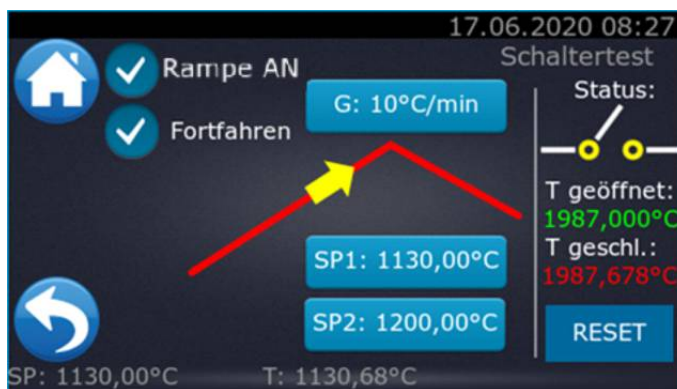 17.06.2020 08:27
Schaltertest
Rampe AN
Fortfahren
G: 10°C/min
SP1: 1130,00°C
SP2: 1200,00°C
Status:
T geöffnet:
1987,000°C
T geschl.:
1987,678°C
RESET
SP: 1130,00°C T: 1130,68°C